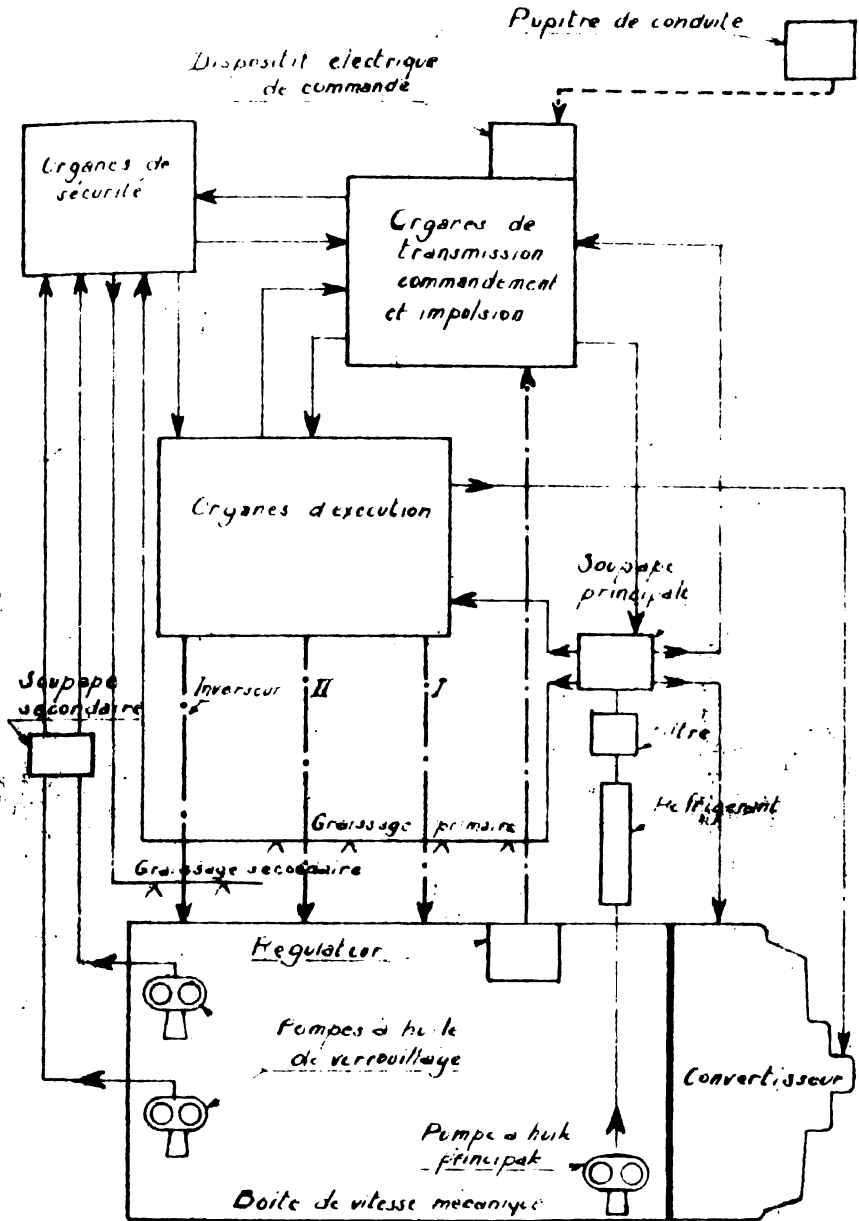 Pupitre de conduite
Dispositif electrique
de commande
Organes de
sécurité
Organes de
transmission
commandement
et impulsion
Organes d'execution
Soupape
principale
Soupape
secondaire
Inverseur
II
I
Filtre
Refrigerant
Graissage primaire
Graissage secondaire
Regulateur
Pompes à huile
de verrouillage
Convertisseur
Pompe à huile
principale
Boite de vitesse mecanique